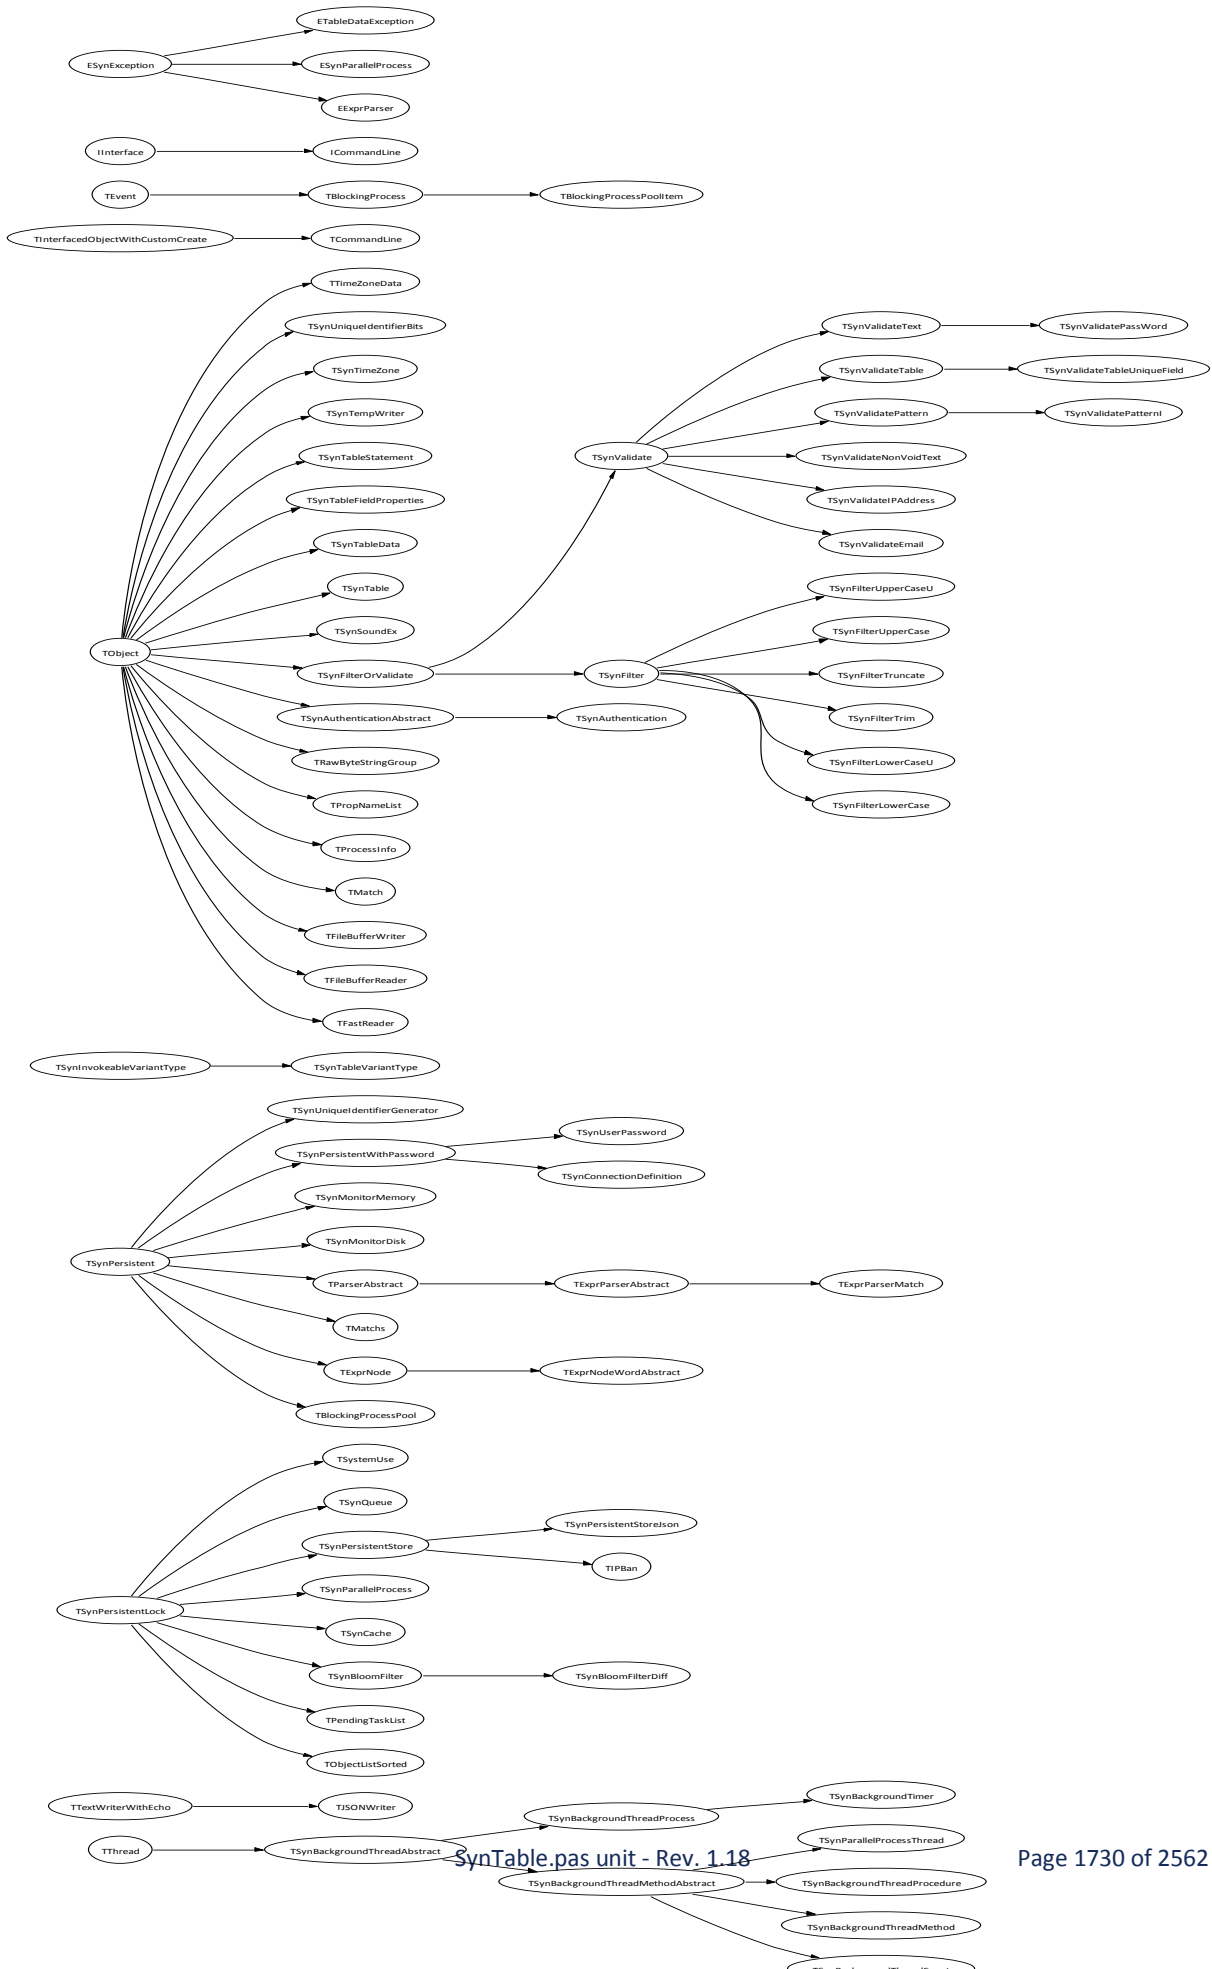 ETableDataException
ESynException
ESynParallelProcess
EExprParser
IInterface
ICommandLine
TEvent
TBlockingProcess
TBlockingProcessPoolItem
TInterfacedObjectWithCustomCreate
TCommandLine
TTimeZoneData
TSynUniqueIdentifierBits
TSynValidateText
TSynValidatePassWord
TSynTimeZone
TSynValidateTable
TSynValidateTableUniqueField
TSynTempWriter
TSynValidatePattern
TSynValidatePatternI
TSynTableStatement
TSynValidate
TSynValidateNonVoidText
TSynTableFieldProperties
TSynValidateIPAddress
TSynTableData
TSynValidateEmail
TSynTable
TSynFilterUpperCaseU
TSynSoundEx
TSynFilterUpperCase
TObject
TSynFilterOrValidate
TSynFilter
TSynFilterTruncate
TSynAuthenticationAbstract
TSynAuthentication
TSynFilterTrim
TRawByteStringGroup
TSynFilterLowerCaseU
TPropNameList
TSynFilterLowerCase
TProcessInfo
TMatch
TFileBufferWriter
TFileBufferReader
TFastReader
TSynInvokeableVariantType
TSynTableVariantType
TSynUniqueIdentifierGenerator
TSynUserPassword
TSynPersistentWithPassword
TSynConnectionDefinition
TSynMonitorMemory
TSynMonitorDisk
TSynPersistent
TParserAbstract
TExprParserAbstract
TExprParserMatch
TMatchs
TExprNode
TExprNodeWordAbstract
TBlockingProcessPool
TSystemUse
TSynQueue
TSynPersistentStoreJson
TSynPersistentStore
TIPBan
TSynParallelProcess
TSynPersistentLock
TSynCache
TSynBloomFilter
TSynBloomFilterDiff
TPendingTaskList
TObjectListSorted
TSynBackgroundTimer
TTextWriterWithEcho
TJSONWriter
TSynBackgroundThreadProcess
TSynParallelProcessThread
TThread
TSynBackgroundThreadAbstract
SynTable.pas unit - Rev. 1.18
Page 1730 of 2562
TSynBackgroundThreadMethodAbstract
TSynBackgroundThreadProcedure
TSynBackgroundThreadMethod